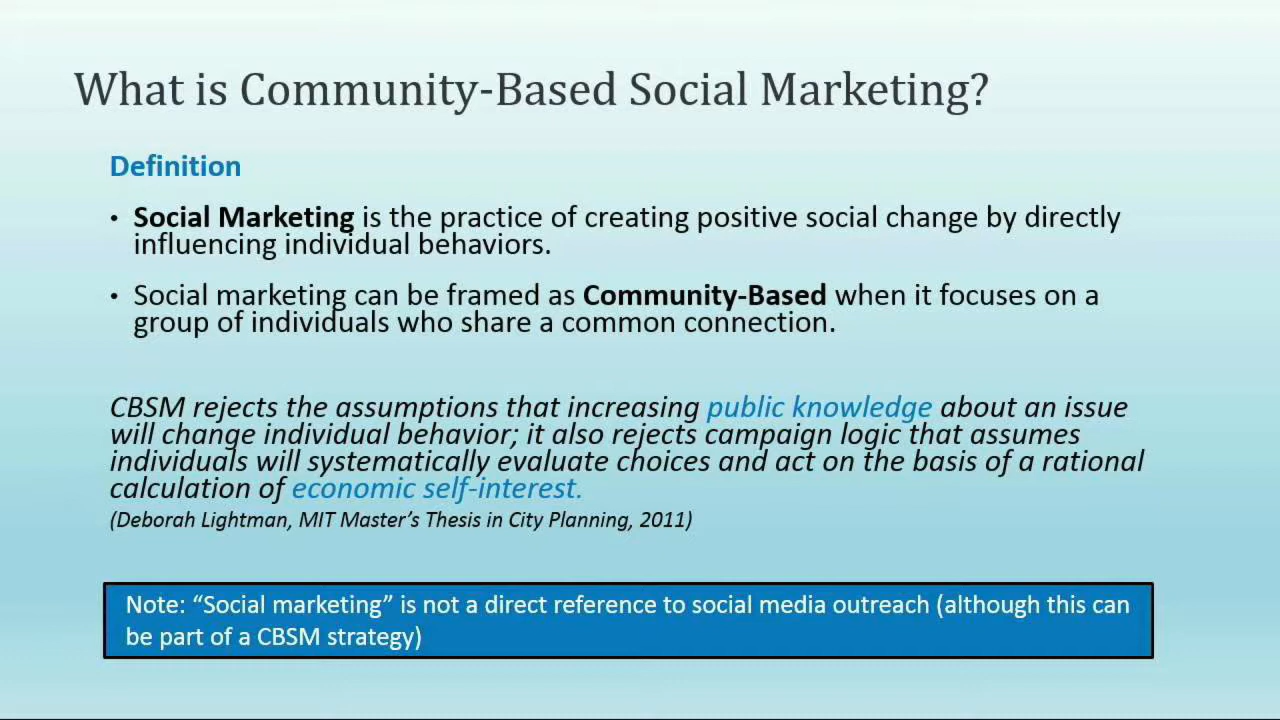 What is Community-Based Social Marketing?
Definition
• Social Marketing is the practice of creating positive social change by directly
influencing individual behaviors.
• Social marketing can be framed as Community-Based when it focuses on a
group of individuals who share a common connection.
CBSM rejects the assumptions that increasing public knowledge about an issue
will change individual behavior; it also rejects campaign logic that assumes
individuals will systematically evaluate choices and act on the basis of a rational
calculation of economic self-interest.
(Deborah Lightman, MIT Master’s Thesis in City Planning, 2011)
Note: “Social marketing” is not a direct reference to social media outreach (although this can
be part of a CBSM strategy)